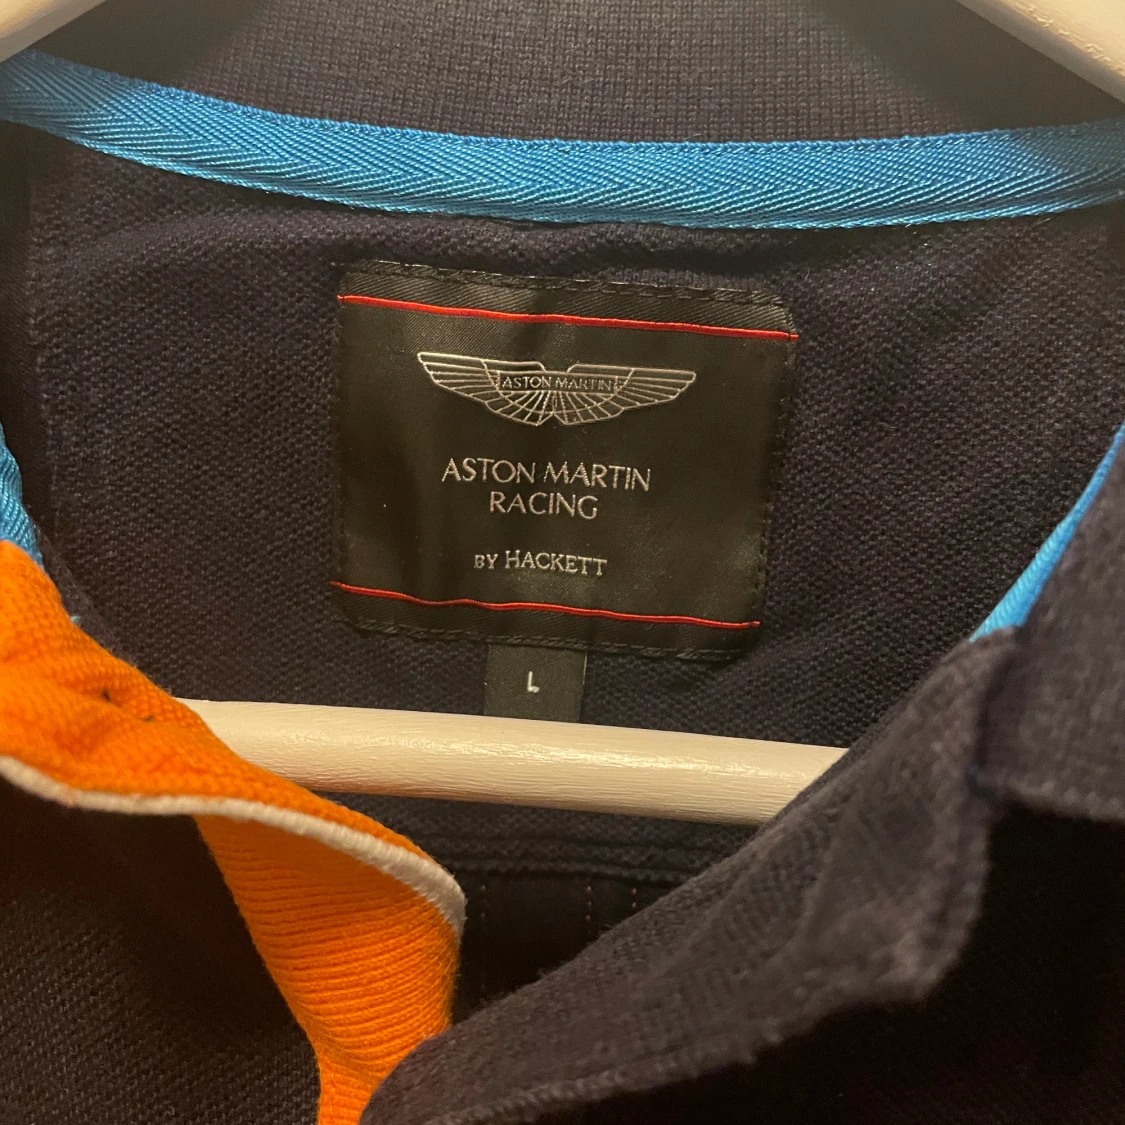 ASTON MARTIN
ASTON MARTIN
RACING
BY HACKETT
L